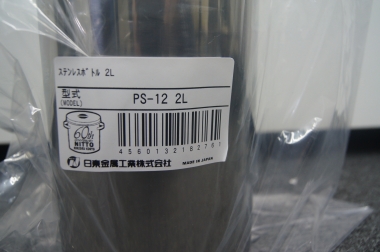 ステンレスボトル 2L
型式
(MODEL)
PS-12 2L
60th
NITTO
4560132182761
日東金属工業株式会社
MADE IN JAPAN